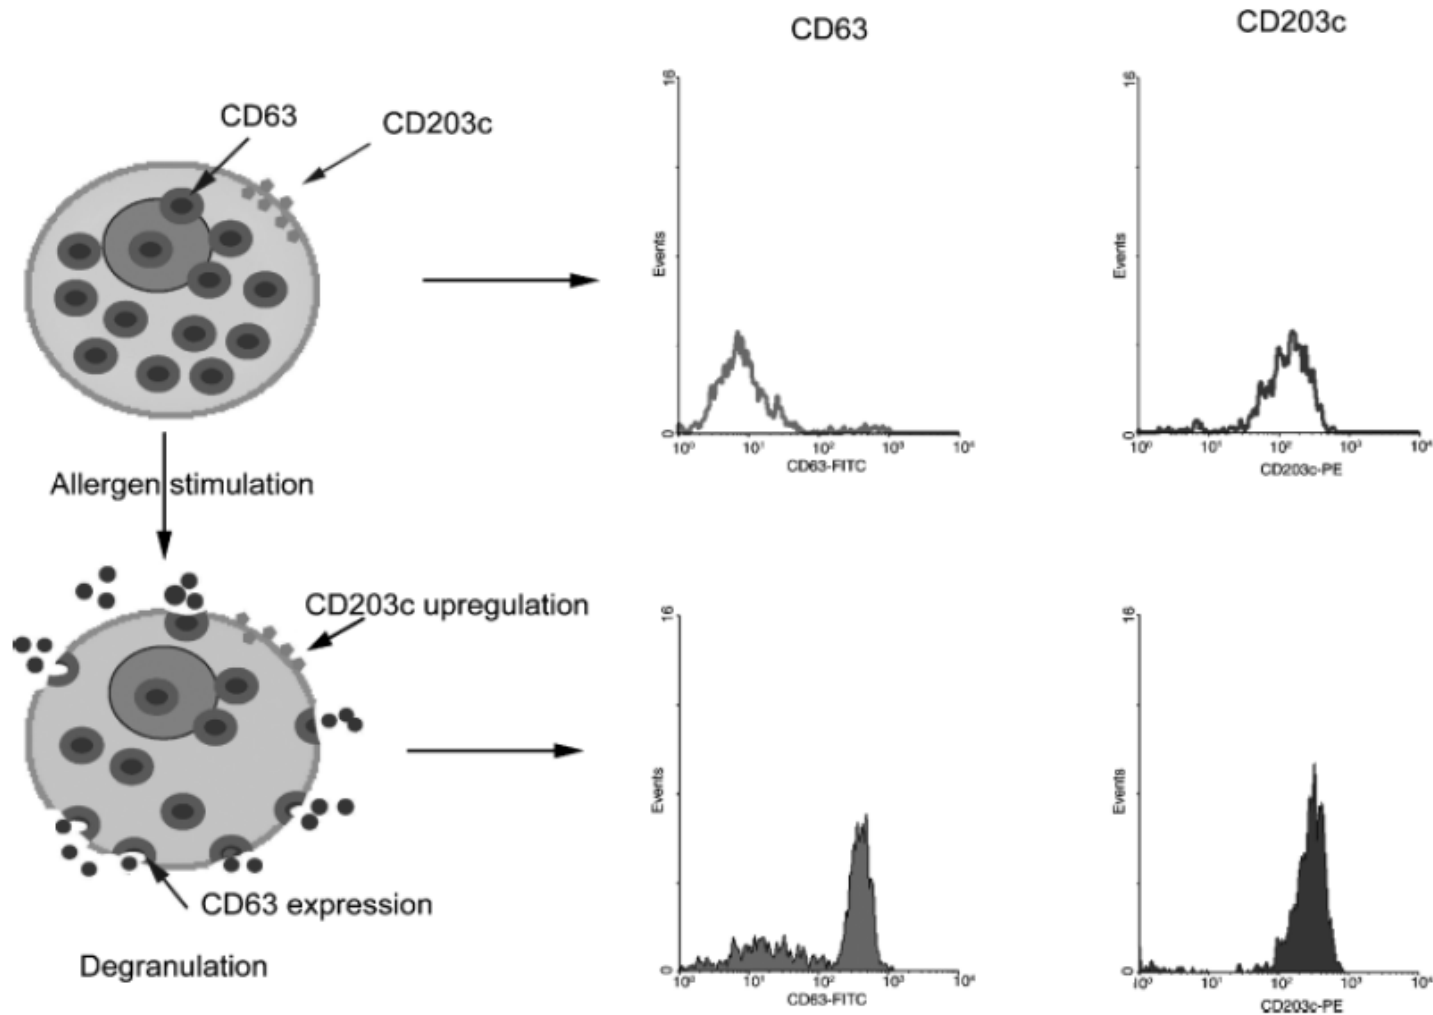 CD63
CD203c
CD63
CD203c
16
Events
0
10⁰ 10¹ 10² 10³ 10⁴
CD63-FITC
16
Events
0
10⁰ 10¹ 10² 10³ 10⁴
CD203c-PE
Allergen stimulation
CD203c upregulation
CD63 expression
Degranulation
16
Events
0
10⁰ 10¹ 10² 10³ 10⁴
CD63-FITC
16
Events
0
10⁰ 10¹ 10² 10³ 10⁴
CD203c-PE